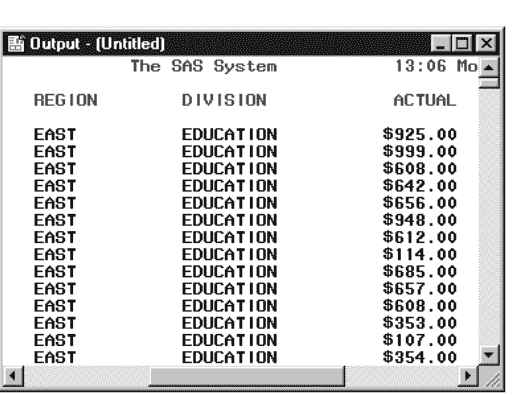 Output - (Untitled)
The SAS System 13:06 Mo
REGION DIVISION ACTUAL
EAST EDUCATION $925.00
EAST EDUCATION $999.00
EAST EDUCATION $608.00
EAST EDUCATION $642.00
EAST EDUCATION $656.00
EAST EDUCATION $948.00
EAST EDUCATION $612.00
EAST EDUCATION $114.00
EAST EDUCATION $685.00
EAST EDUCATION $657.00
EAST EDUCATION $608.00
EAST EDUCATION $353.00
EAST EDUCATION $107.00
EAST EDUCATION $354.00